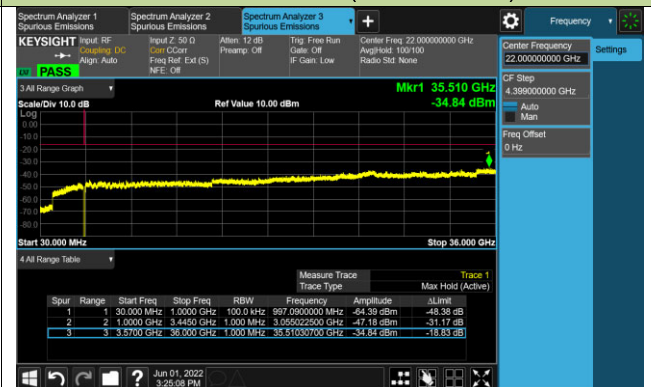 Spectrum Analyzer 1
Spurious Emissions
Spectrum Analyzer 2
Spurious Emissions
Spectrum Analyzer 3
Spurious Emissions
Frequency
KEYSIGHT
Input: RF
Coupling: DC
Align: Auto
Input Z: 50 Ω
Corr CCorr
Freq Ref: Ext (S)
NFE: Off
Atten: 12 dB
Preamp: Off
Trig: Free Run
Gate: Off
IF Gain: Low
Center Freq: 22.000000000 GHz
Avg|Hold: 100/100
Radio Std: None
PASS
Center Frequency
22.000000000 GHz
Settings
CF Step
4.399000000 GHz
Auto
Man
Freq Offset
0 Hz
3 All Range Graph
Mkr1 35.510 GHz
Scale/Div 10.0 dB
Ref Value 10.00 dBm
-34.84 dBm
Log
0.00
-10.0
-20.0
-30.0
-40.0
-50.0
-60.0
-70.0
-80.0
1
Start 30.000 MHz
Stop 36.000 GHz
4 All Range Table
Measure Trace Trace 1
Trace Type Max Hold (Active)
Spur Range Start Freq Stop Freq RBW Frequency Amplitude ΔLimit
1 1 30.000 MHz 1.0000 GHz 100.0 kHz 997.0900000 MHz -64.39 dBm -48.38 dB
2 2 1.0000 GHz 3.4450 GHz 1.000 MHz 3.055022500 GHz -47.18 dBm -31.17 dB
3 3 3.5700 GHz 36.000 GHz 1.000 MHz 35.51030700 GHz -34.84 dBm -18.83 dB
Jun 01, 2022
3:25:08 PM